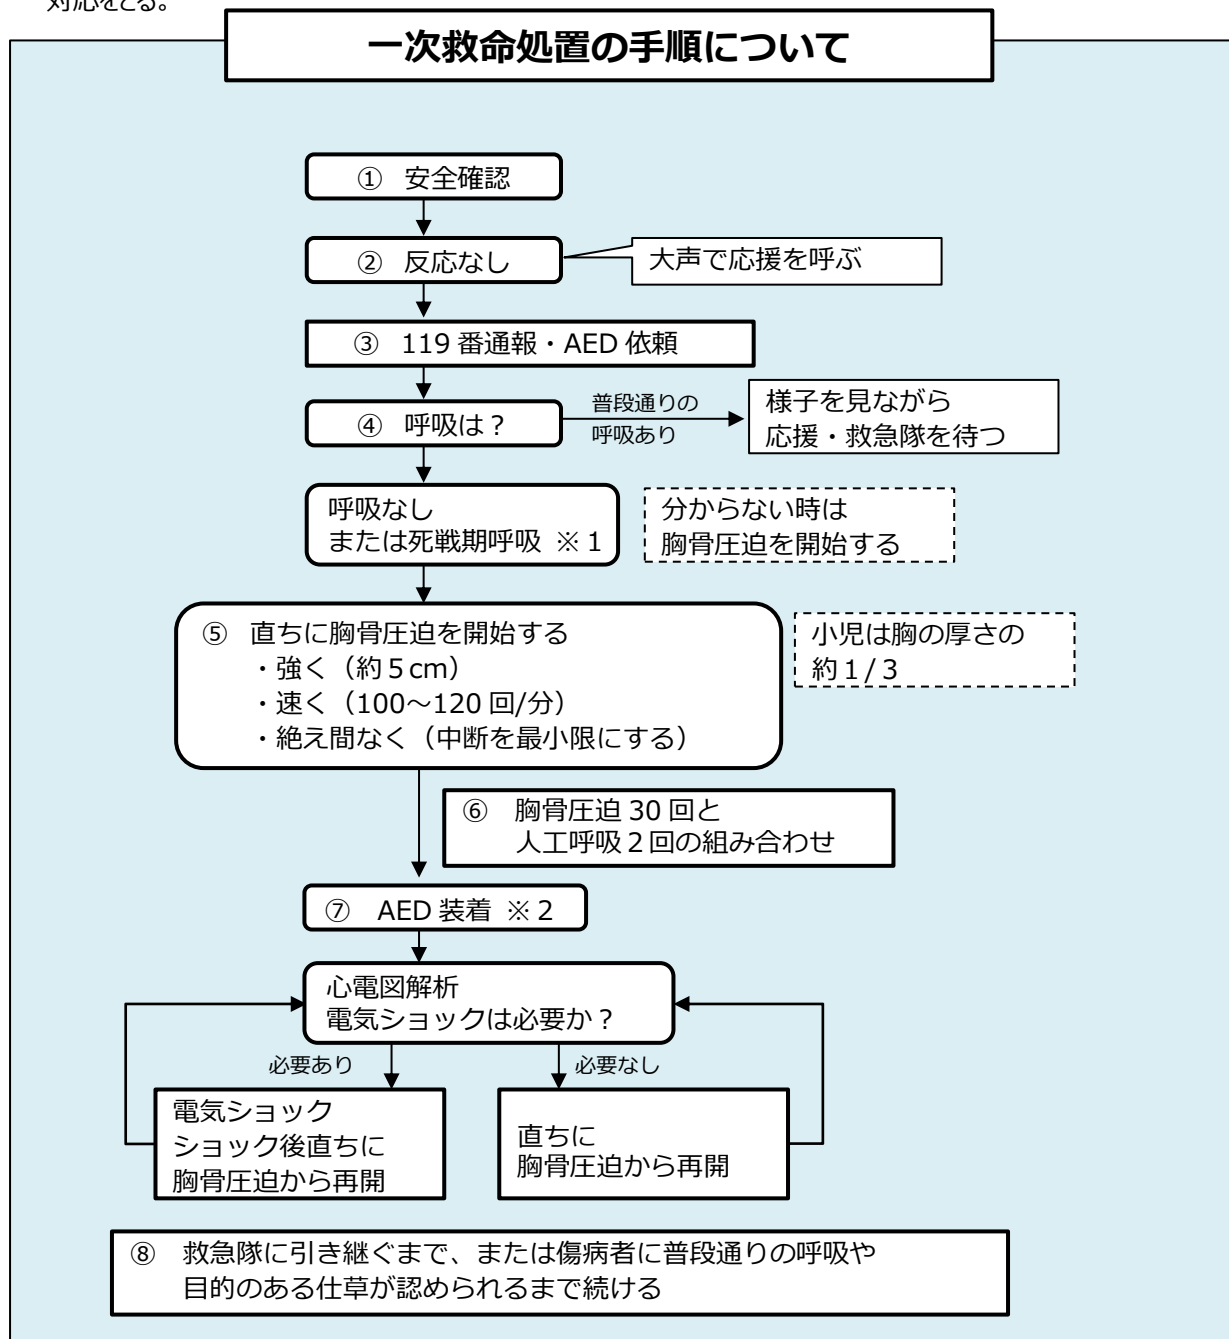 対応をとる。
一次救命処置の手順について
① 安全確認
② 反応なし
大声で応援を呼ぶ
③ 119 番通報・AED 依頼
④ 呼吸は？
普段通りの
呼吸あり
様子を見ながら
応援・救急隊を待つ
呼吸なし
または死戦期呼吸 ※１
分からない時は
胸骨圧迫を開始する
⑤ 直ちに胸骨圧迫を開始する
・強く（約５cm）
・速く（100～120 回/分）
・絶え間なく（中断を最小限にする）
小児は胸の厚さの
約１/３
⑥ 胸骨圧迫 30 回と
人工呼吸２回の組み合わせ
⑦ AED 装着 ※２
心電図解析
電気ショックは必要か？
必要あり
必要なし
電気ショック
ショック後直ちに
胸骨圧迫から再開
直ちに
胸骨圧迫から再開
⑧ 救急隊に引き継ぐまで、または傷病者に普段通りの呼吸や
目的のある仕草が認められるまで続ける